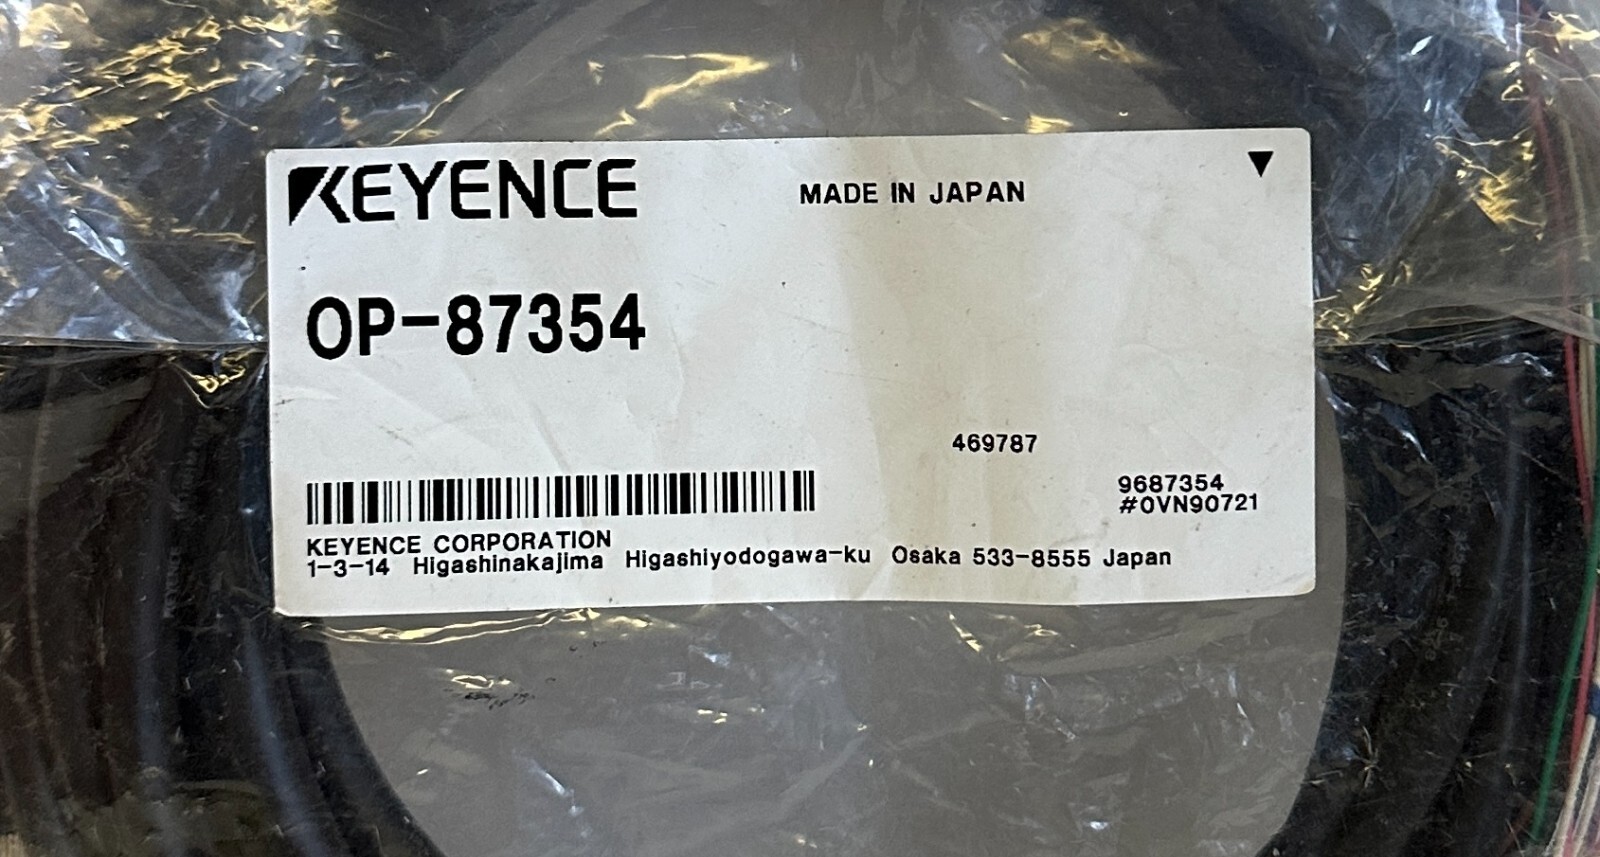 KEYENCE
MADE IN JAPAN
▼
OP-87354
469787
9687354
#0VN90721
KEYENCE CORPORATION
1-3-14 Higashinakajima Higashiyodogawa-ku Osaka 533-8555 Japan